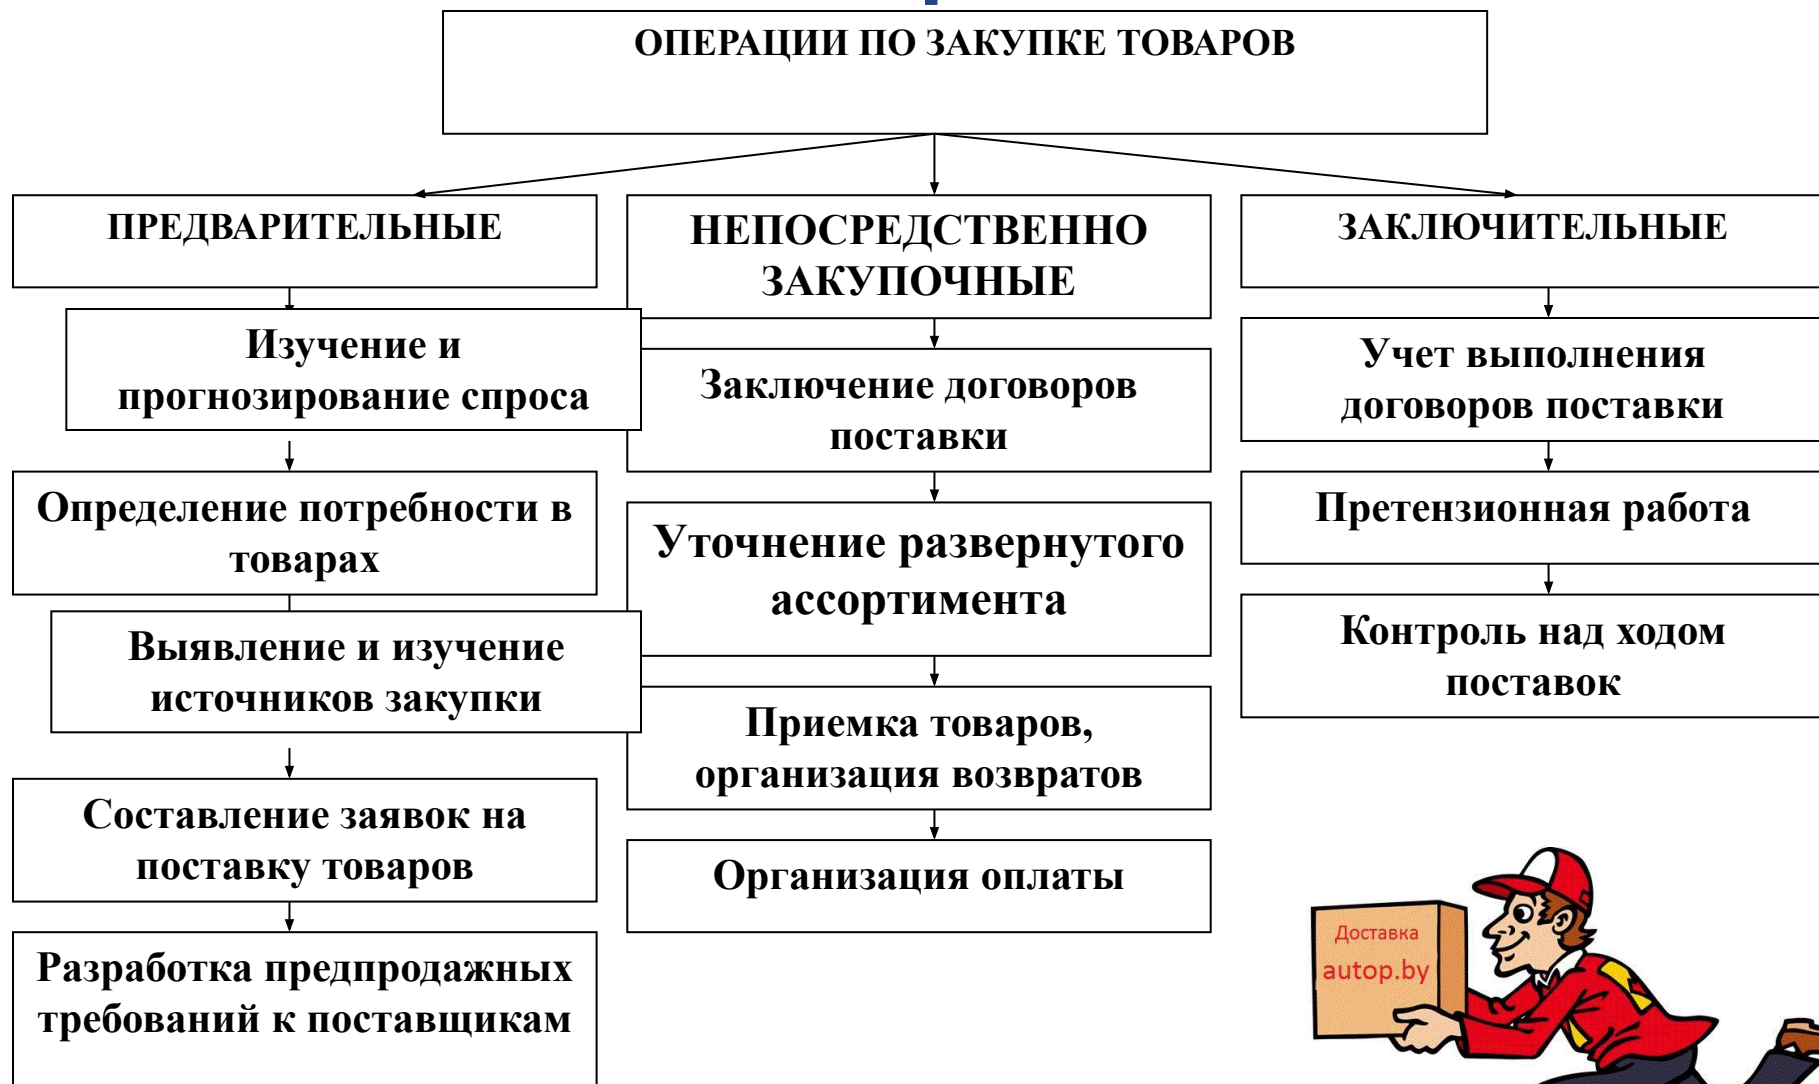 ОПЕРАЦИИ ПО ЗАКУПКЕ ТОВАРОВ
ПРЕДВАРИТЕЛЬНЫЕ
Изучение и
прогнозирование спроса
Определение потребности в
товарах
Выявление и изучение
источников закупки
Составление заявок на
поставку товаров
Разработка предпродажных
требований к поставщикам
НЕПОСРЕДСТВЕННО
ЗАКУПОЧНЫЕ
Заключение договоров
поставки
Уточнение развернутого
ассортимента
Приемка товаров,
организация возвратов
Организация оплаты
ЗАКЛЮЧИТЕЛЬНЫЕ
Учет выполнения
договоров поставки
Претензионная работа
Контроль над ходом
поставок
Доставка
autop.by